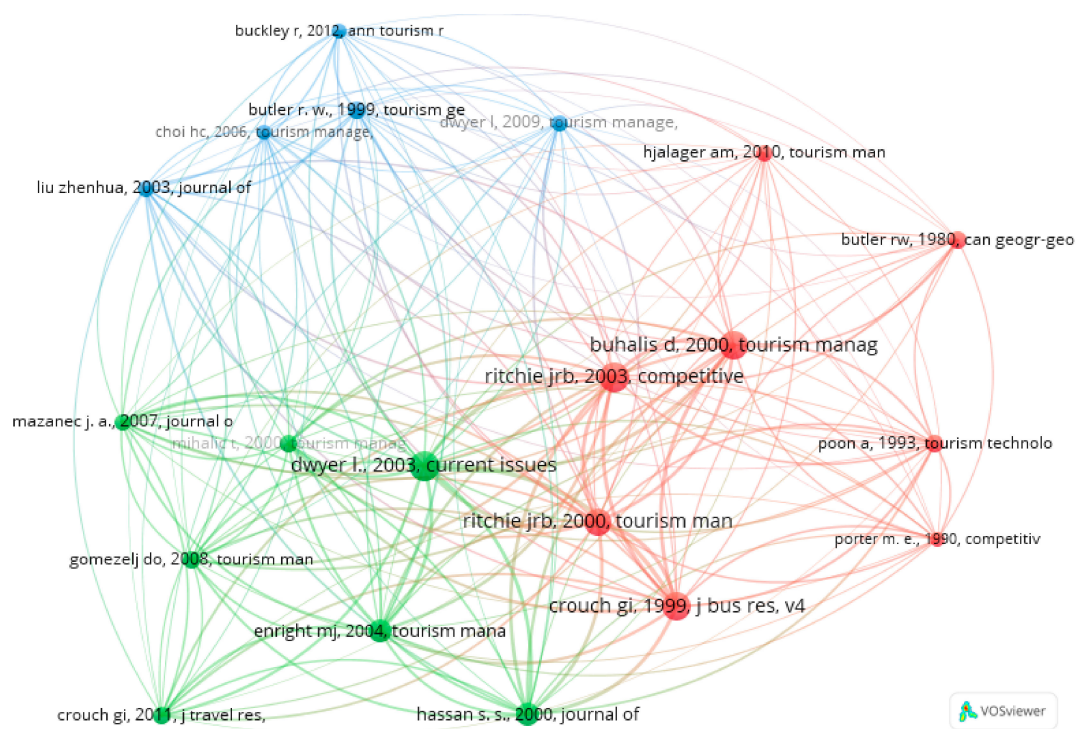 buckley r, 2012, ann tourism r
butler r. w., 1999, tourism ge
dwyer l, 2009, tourism manage,
choi hc, 2006, tourism manage,
hjalager am, 2010, tourism man
liu zhenhua, 2003, journal of
butler rw, 1980, can geogr-geo
buhalis d, 2000, tourism manag
ritchie jrb, 2003, competitive
mazanec j. a., 2007, journal o
mihalic t, 2000, tourism manag
poon a, 1993, tourism technolo
dwyer l., 2003, current issues
ritchie jrb, 2000, tourism man
porter m. e., 1990, competitiv
gomezelj do, 2008, tourism man
crouch gi, 1999, j bus res, v4
enright mj, 2004, tourism mana
crouch gi, 2011, j travel res,
hassan s. s., 2000, journal of
VOSviewer